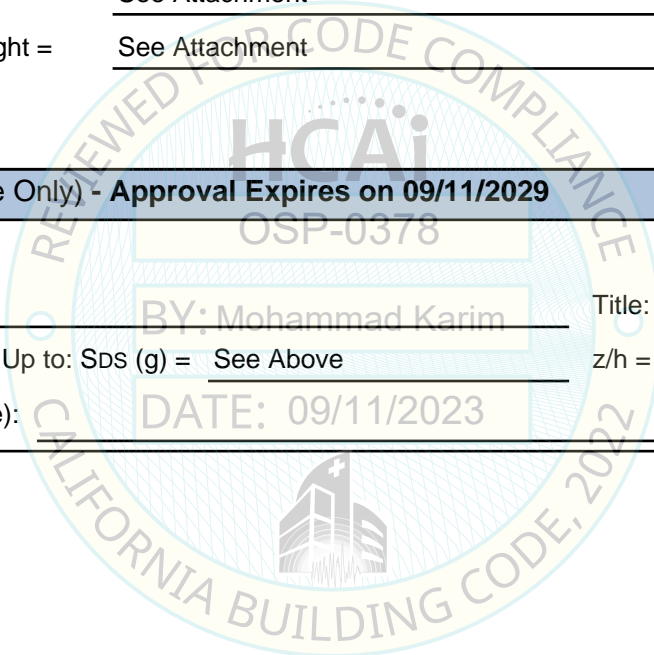 See Attachment
ght = See Attachment
REVIEWED FOR CODE COMPLIANCE
HCAi
e Only) - Approval Expires on 09/11/2029
OSP-0378
BY: Mohammad Karim
Title:
Up to: SDS (g) = See Above z/h =
DATE: 09/11/2023
e):
CALIFORNIA BUILDING CODE, 2022